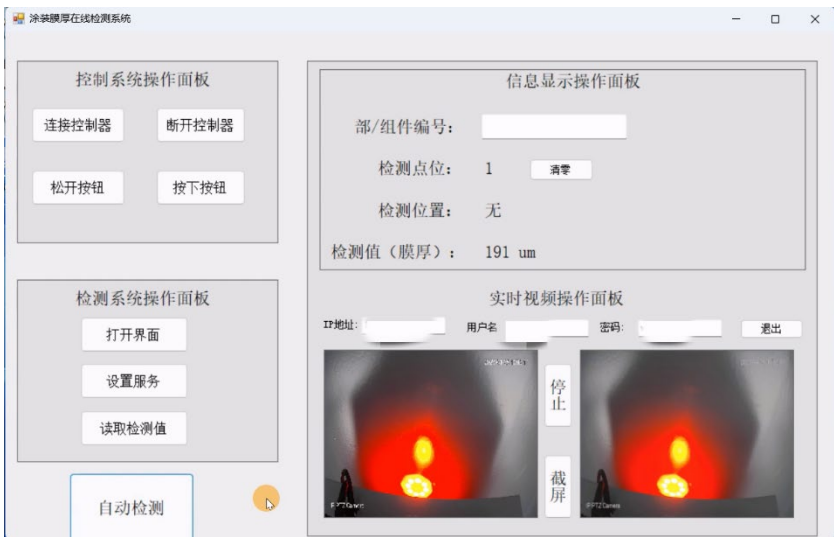 涂装膜厚在线检测系统
控制系统操作面板
连接控制器 断开控制器
松开按钮 按下按钮
检测系统操作面板
打开界面
设置服务
读取检测值
自动检测
信息显示操作面板
部/组件编号:
检测点位: 1 清零
检测位置: 无
检测值（膜厚）: 191 um
实时视频操作面板
IP地址: 用户名 密码: 退出
停止
截屏